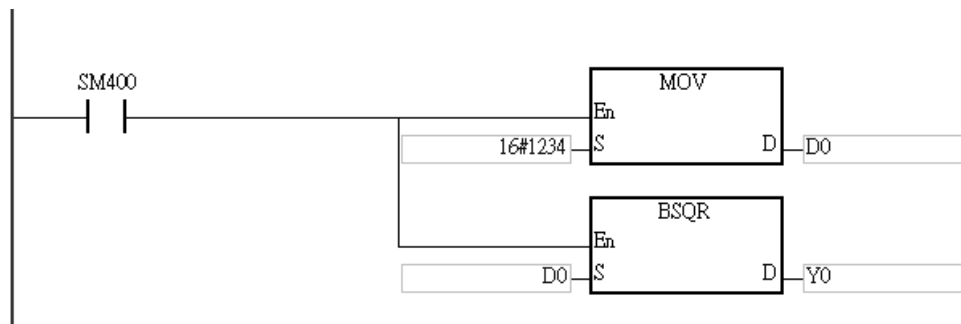 SM400
MOV
En
16#1234 S D D0
BSQR
En
D0 S D Y0